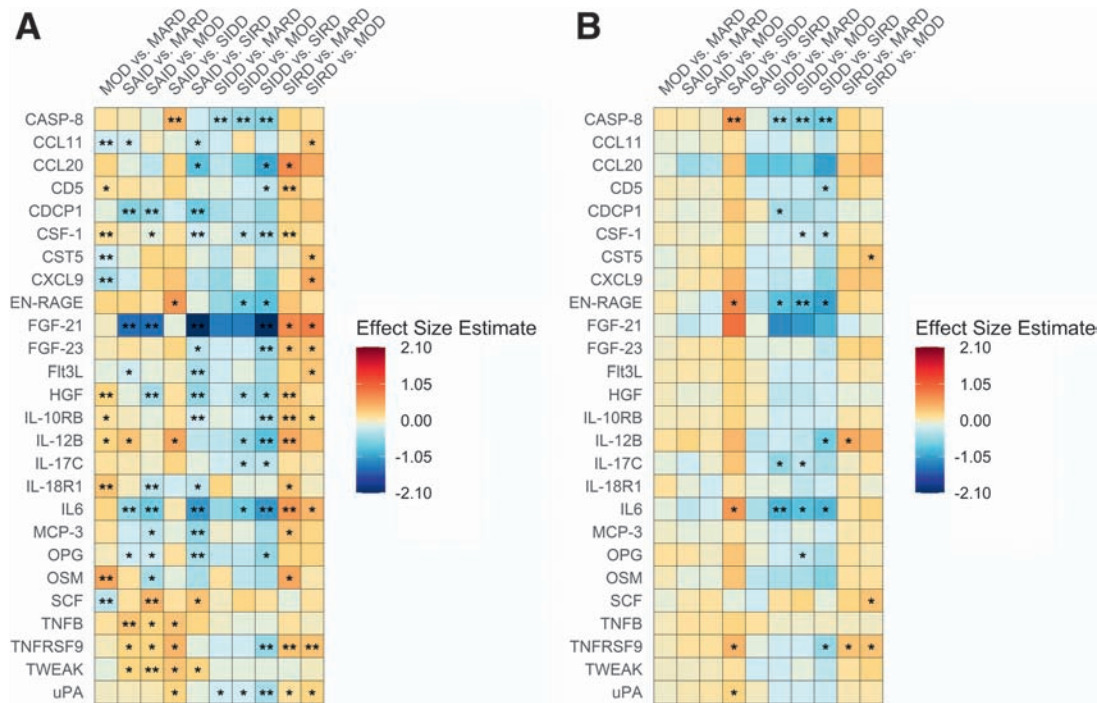 A
MOD vs. MARD
SAID vs. MARD
SAID vs. MOD
SAID vs. SIDD
SAID vs. SIRD
SIDD vs. MARD
SIDD vs. MOD
SIDD vs. SIRD
SIRD vs. MARD
SIRD vs. MOD
CASP-8 ** ** ** **
CCL11 ** * * *
CCL20 * * *
CD5 * * **
CDCP1 ** ** **
CSF-1 ** * ** * ** **
CST5 ** *
CXCL9 ** *
EN-RAGE * * *
FGF-21 ** ** ** ** * *
FGF-23 * ** * *
Flt3L * ** *
HGF ** ** ** * * **
IL-10RB * ** ** ** *
IL-12B * * * * ** **
IL-17C * *
IL-18R1 ** ** * *
IL6 ** ** ** * ** ** *
MCP-3 * ** *
OPG * * ** *
OSM ** * *
SCF ** ** *
TNFB ** * *
TNFRSF9 * * * ** ** **
TWEAK * ** * *
uPA * * * ** * *
Effect Size Estimate
2.10
1.05
0.00
-1.05
-2.10
B
MOD vs. MARD
SAID vs. MARD
SAID vs. MOD
SAID vs. SIDD
SAID vs. SIRD
SIDD vs. MARD
SIDD vs. MOD
SIDD vs. SIRD
SIRD vs. MARD
SIRD vs. MOD
CASP-8 ** ** ** **
CCL11
CCL20
CD5 *
CDCP1 *
CSF-1 * *
CST5 *
CXCL9
EN-RAGE * * ** *
FGF-21
FGF-23
Flt3L
HGF
IL-10RB
IL-12B * *
IL-17C * *
IL-18R1
IL6 * ** * *
MCP-3
OPG *
OSM
SCF *
TNFB
TNFRSF9 * * * *
TWEAK
uPA *
Effect Size Estimate
2.10
1.05
0.00
-1.05
-2.10